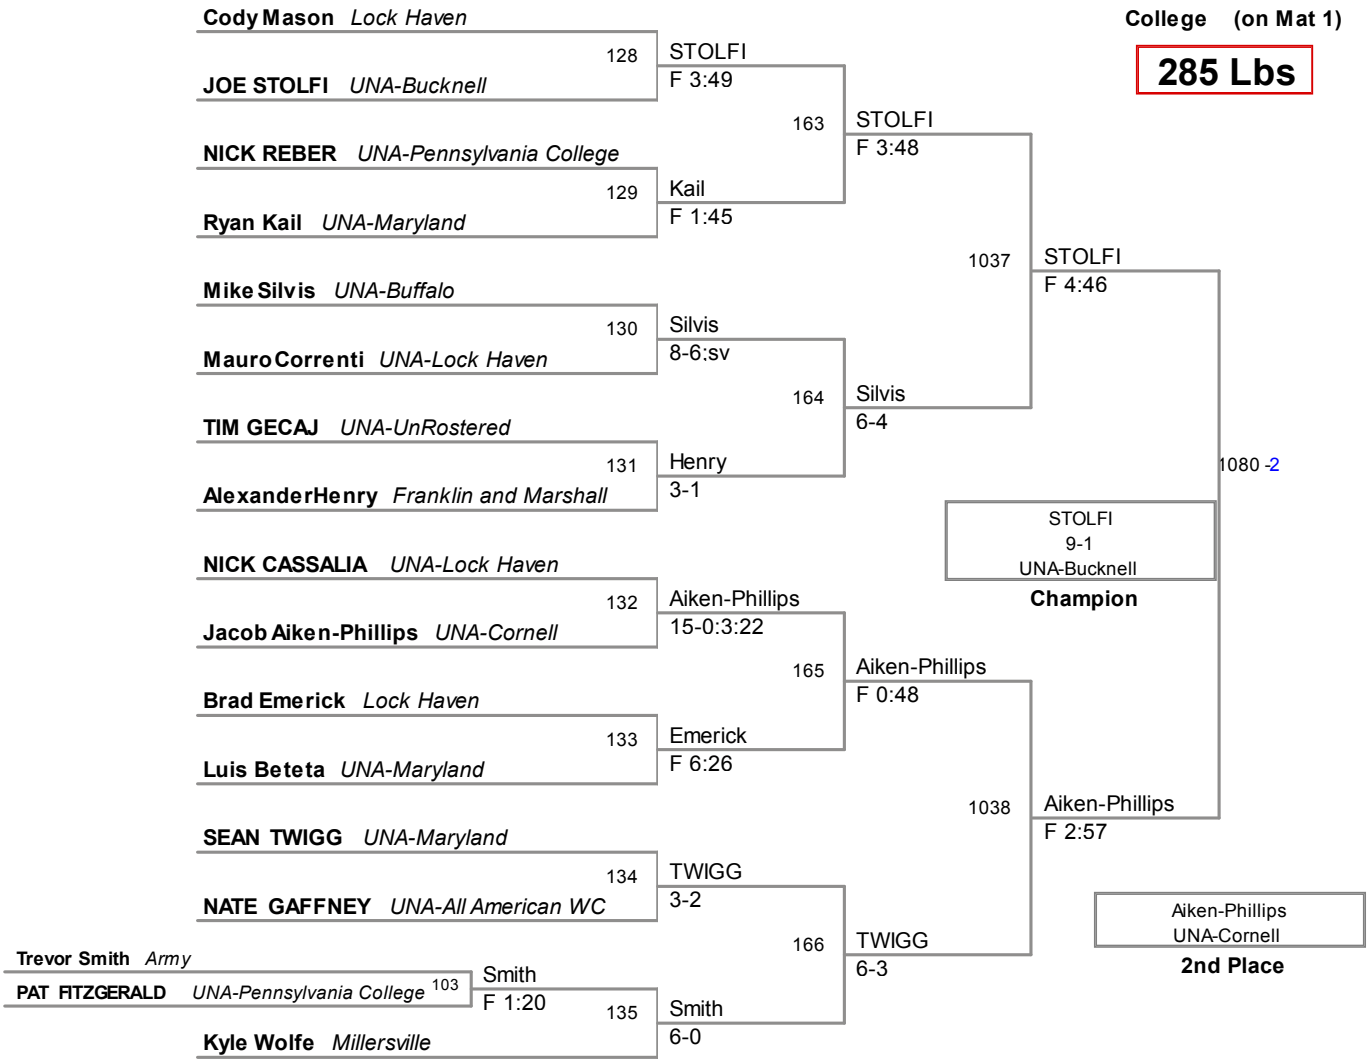 Cody Mason Lock Haven
College (on Mat 1)
128 STOLFI
F 3:49
285 Lbs
JOE STOLFI UNA-Bucknell
163 STOLFI
F 3:48
NICK REBER UNA-Pennsylvania College
129 Kail
F 1:45
Ryan Kail UNA-Maryland
1037 STOLFI
F 4:46
Mike Silvis UNA-Buffalo
130 Silvis
8-6;sv
Mauro Correnti UNA-Lock Haven
164 Silvis
6-4
TIM GECAJ UNA-UnRostered
131 Henry
3-1
1080 -2
Alexander Henry Franklin and Marshall
STOLFI
9-1
UNA-Bucknell
Champion
NICK CASSALIA UNA-Lock Haven
132 Aiken-Phillips
15-0;3:22
Jacob Aiken-Phillips UNA-Cornell
165 Aiken-Phillips
F 0:48
Brad Emerick Lock Haven
133 Emerick
F 6:26
Luis Beteta UNA-Maryland
1038 Aiken-Phillips
F 2:57
SEAN TWIGG UNA-Maryland
134 TWIGG
3-2
NATE GAFFNEY UNA-All American WC
Aiken-Phillips
UNA-Cornell
2nd Place
166 TWIGG
6-3
Trevor Smith Army
103 Smith
F 1:20
PAT FITZGERALD UNA-Pennsylvania College
135 Smith
6-0
Kyle Wolfe Millersville